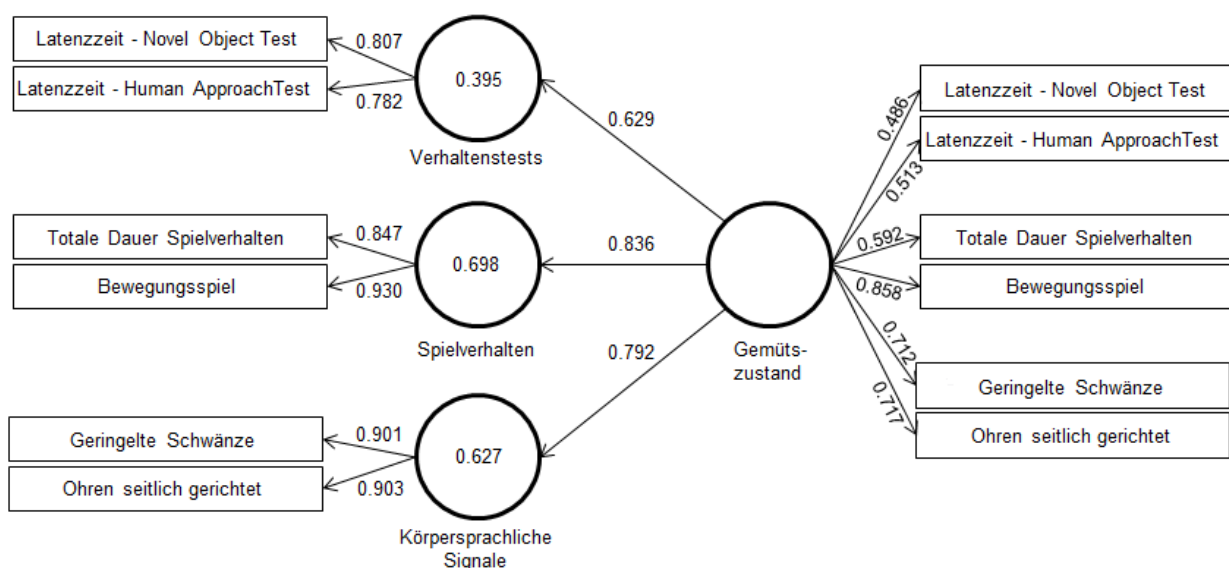 Latenzzeit - Novel Object Test
0.807
Latenzzeit - Human ApproachTest
0.782
0.395
Verhaltenstests
0.629
Totale Dauer Spielverhalten
0.847
Bewegungsspiel
0.930
0.698
Spielverhalten
0.836
Geringelte Schwänze
0.901
Ohren seitlich gerichtet
0.903
0.627
Körpersprachliche
Signale
0.792
Gemüts-
zustand
0.486
Latenzzeit - Novel Object Test
0.513
Latenzzeit - Human ApproachTest
0.592
Totale Dauer Spielverhalten
0.858
Bewegungsspiel
0.712
Geringelte Schwänze
0.717
Ohren seitlich gerichtet